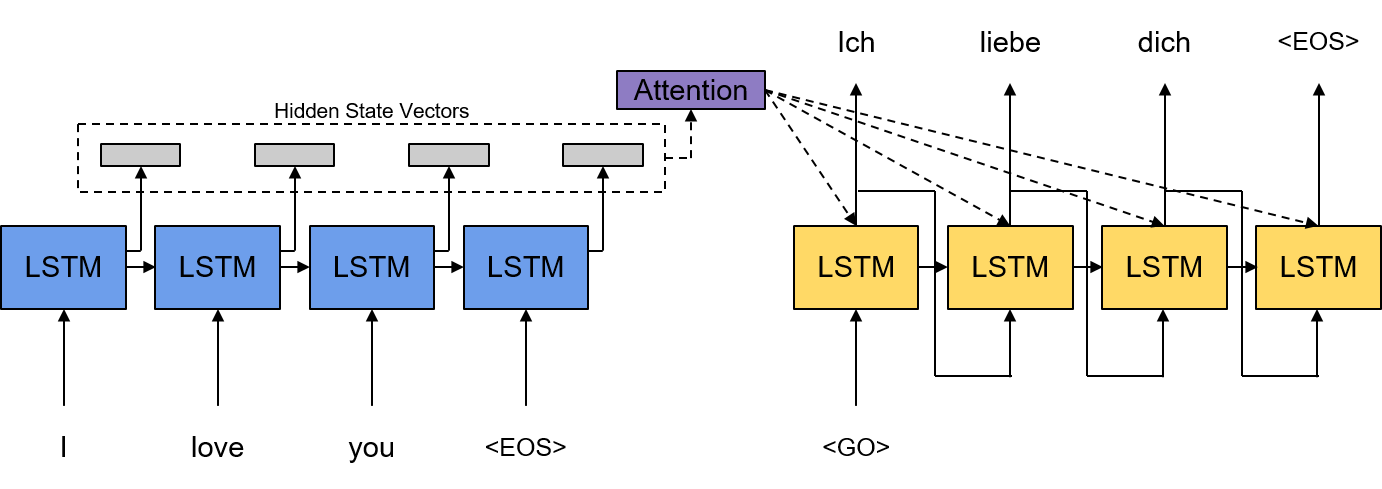 Ich liebe dich <EOS>
Attention
Hidden State Vectors
LSTM LSTM LSTM LSTM LSTM LSTM LSTM LSTM
I love you <EOS> <GO>